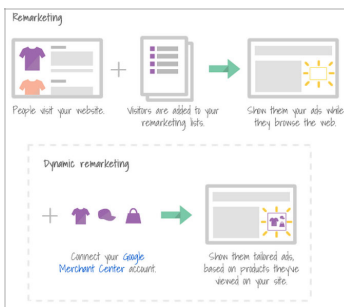 Remarketing
People visit your website.
Visitors are added to your
remarketing lists.
Show them your ads while
they browse the web.
Dynamic remarketing
Connect your Google
Merchant Center account.
Show them tailored ads,
based on products they've
viewed on your site.